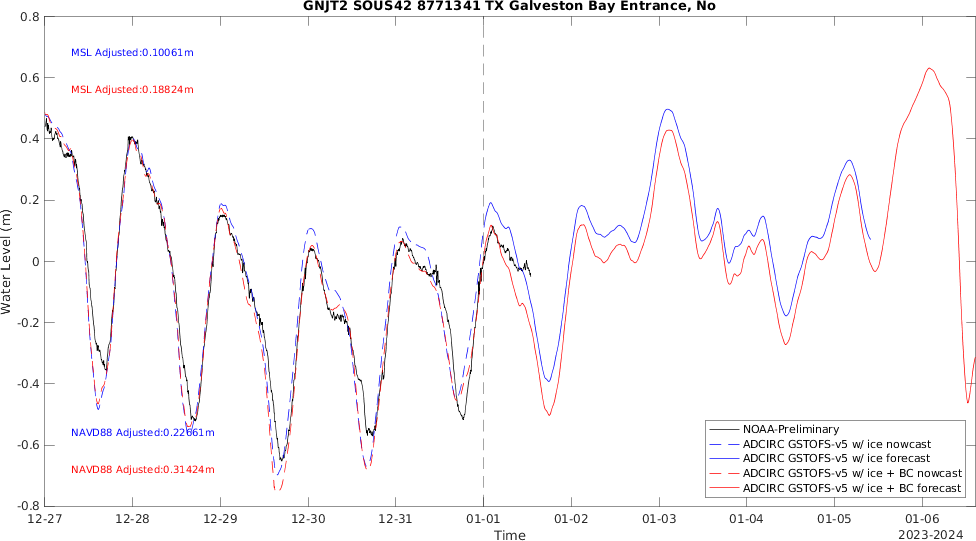 GNJT2 SOUS42 8771341 TX Galveston Bay Entrance, No
MSL Adjusted:0.10061m
MSL Adjusted:0.18824m
NAVD88 Adjusted:0.22661m
NAVD88 Adjusted:0.31424m
Water Level (m)
0.8
0.6
0.4
0.2
0
-0.2
-0.4
-0.6
-0.8
NOAA-Preliminary
ADCIRC GSTOFS-v5 w/ ice nowcast
ADCIRC GSTOFS-v5 w/ ice forecast
ADCIRC GSTOFS-v5 w/ ice + BC nowcast
ADCIRC GSTOFS-v5 w/ ice + BC forecast
12-27 12-28 12-29 12-30 12-31 01-01 01-02 01-03 01-04 01-05 01-06
Time
2023-2024